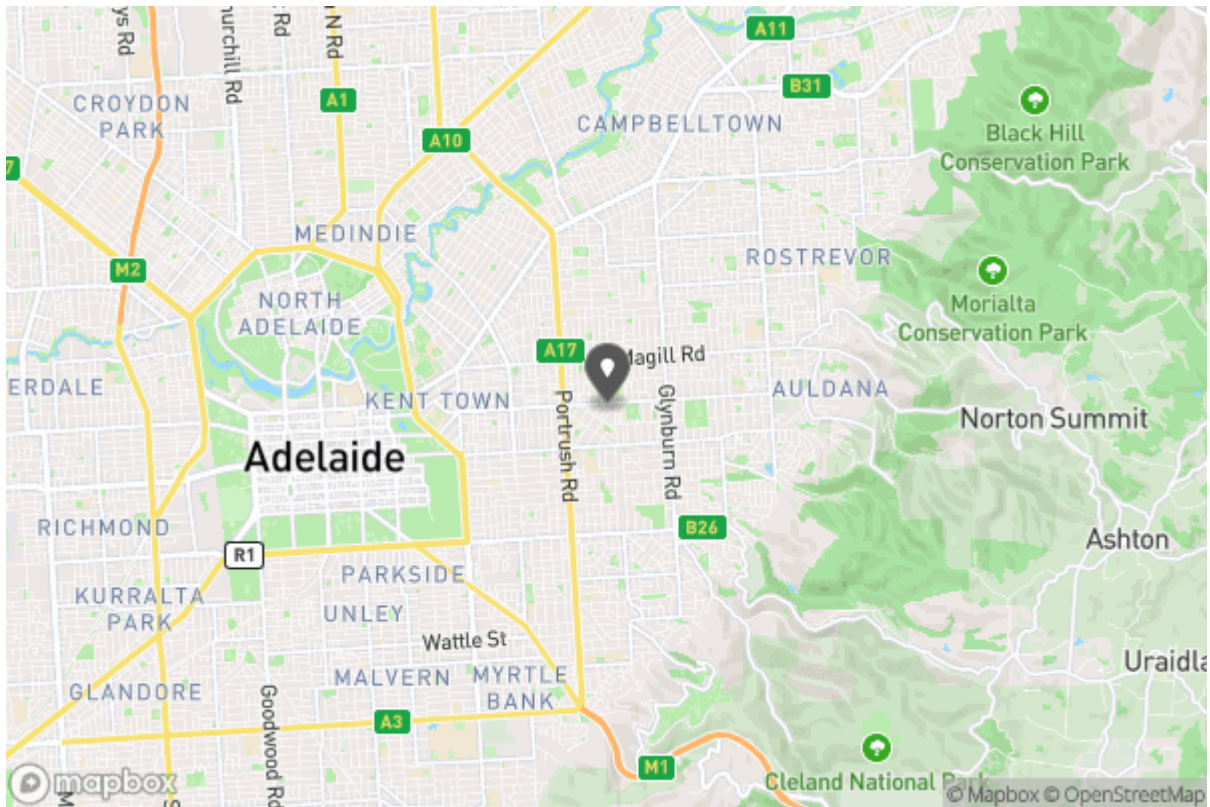 ys Rd
urchill Rd
Rd
N Rd
A11
CROYDON
PARK
A1
B31
A10
CAMPBELLTOWN
Black Hill
Conservation Park
7
MEDINDIE
ROSTREVOR
M2
NORTH
ADELAIDE
Morialta
Conservation Park
A17
Magill Rd
ERDALE
KENT TOWN
Portrush Rd
Glynburn Rd
AULDANA
Norton Summit
Adelaide
RICHMOND
R1
B26
Ashton
PARKSIDE
KURRALTA
PARK
UNLEY
Wattle St
Uraidla
GLANDORE
MALVERN
MYRTLE
BANK
Goodwood Rd
A3
M1
Cleland National Park
M
S
mapbox
© Mapbox © OpenStreetMap